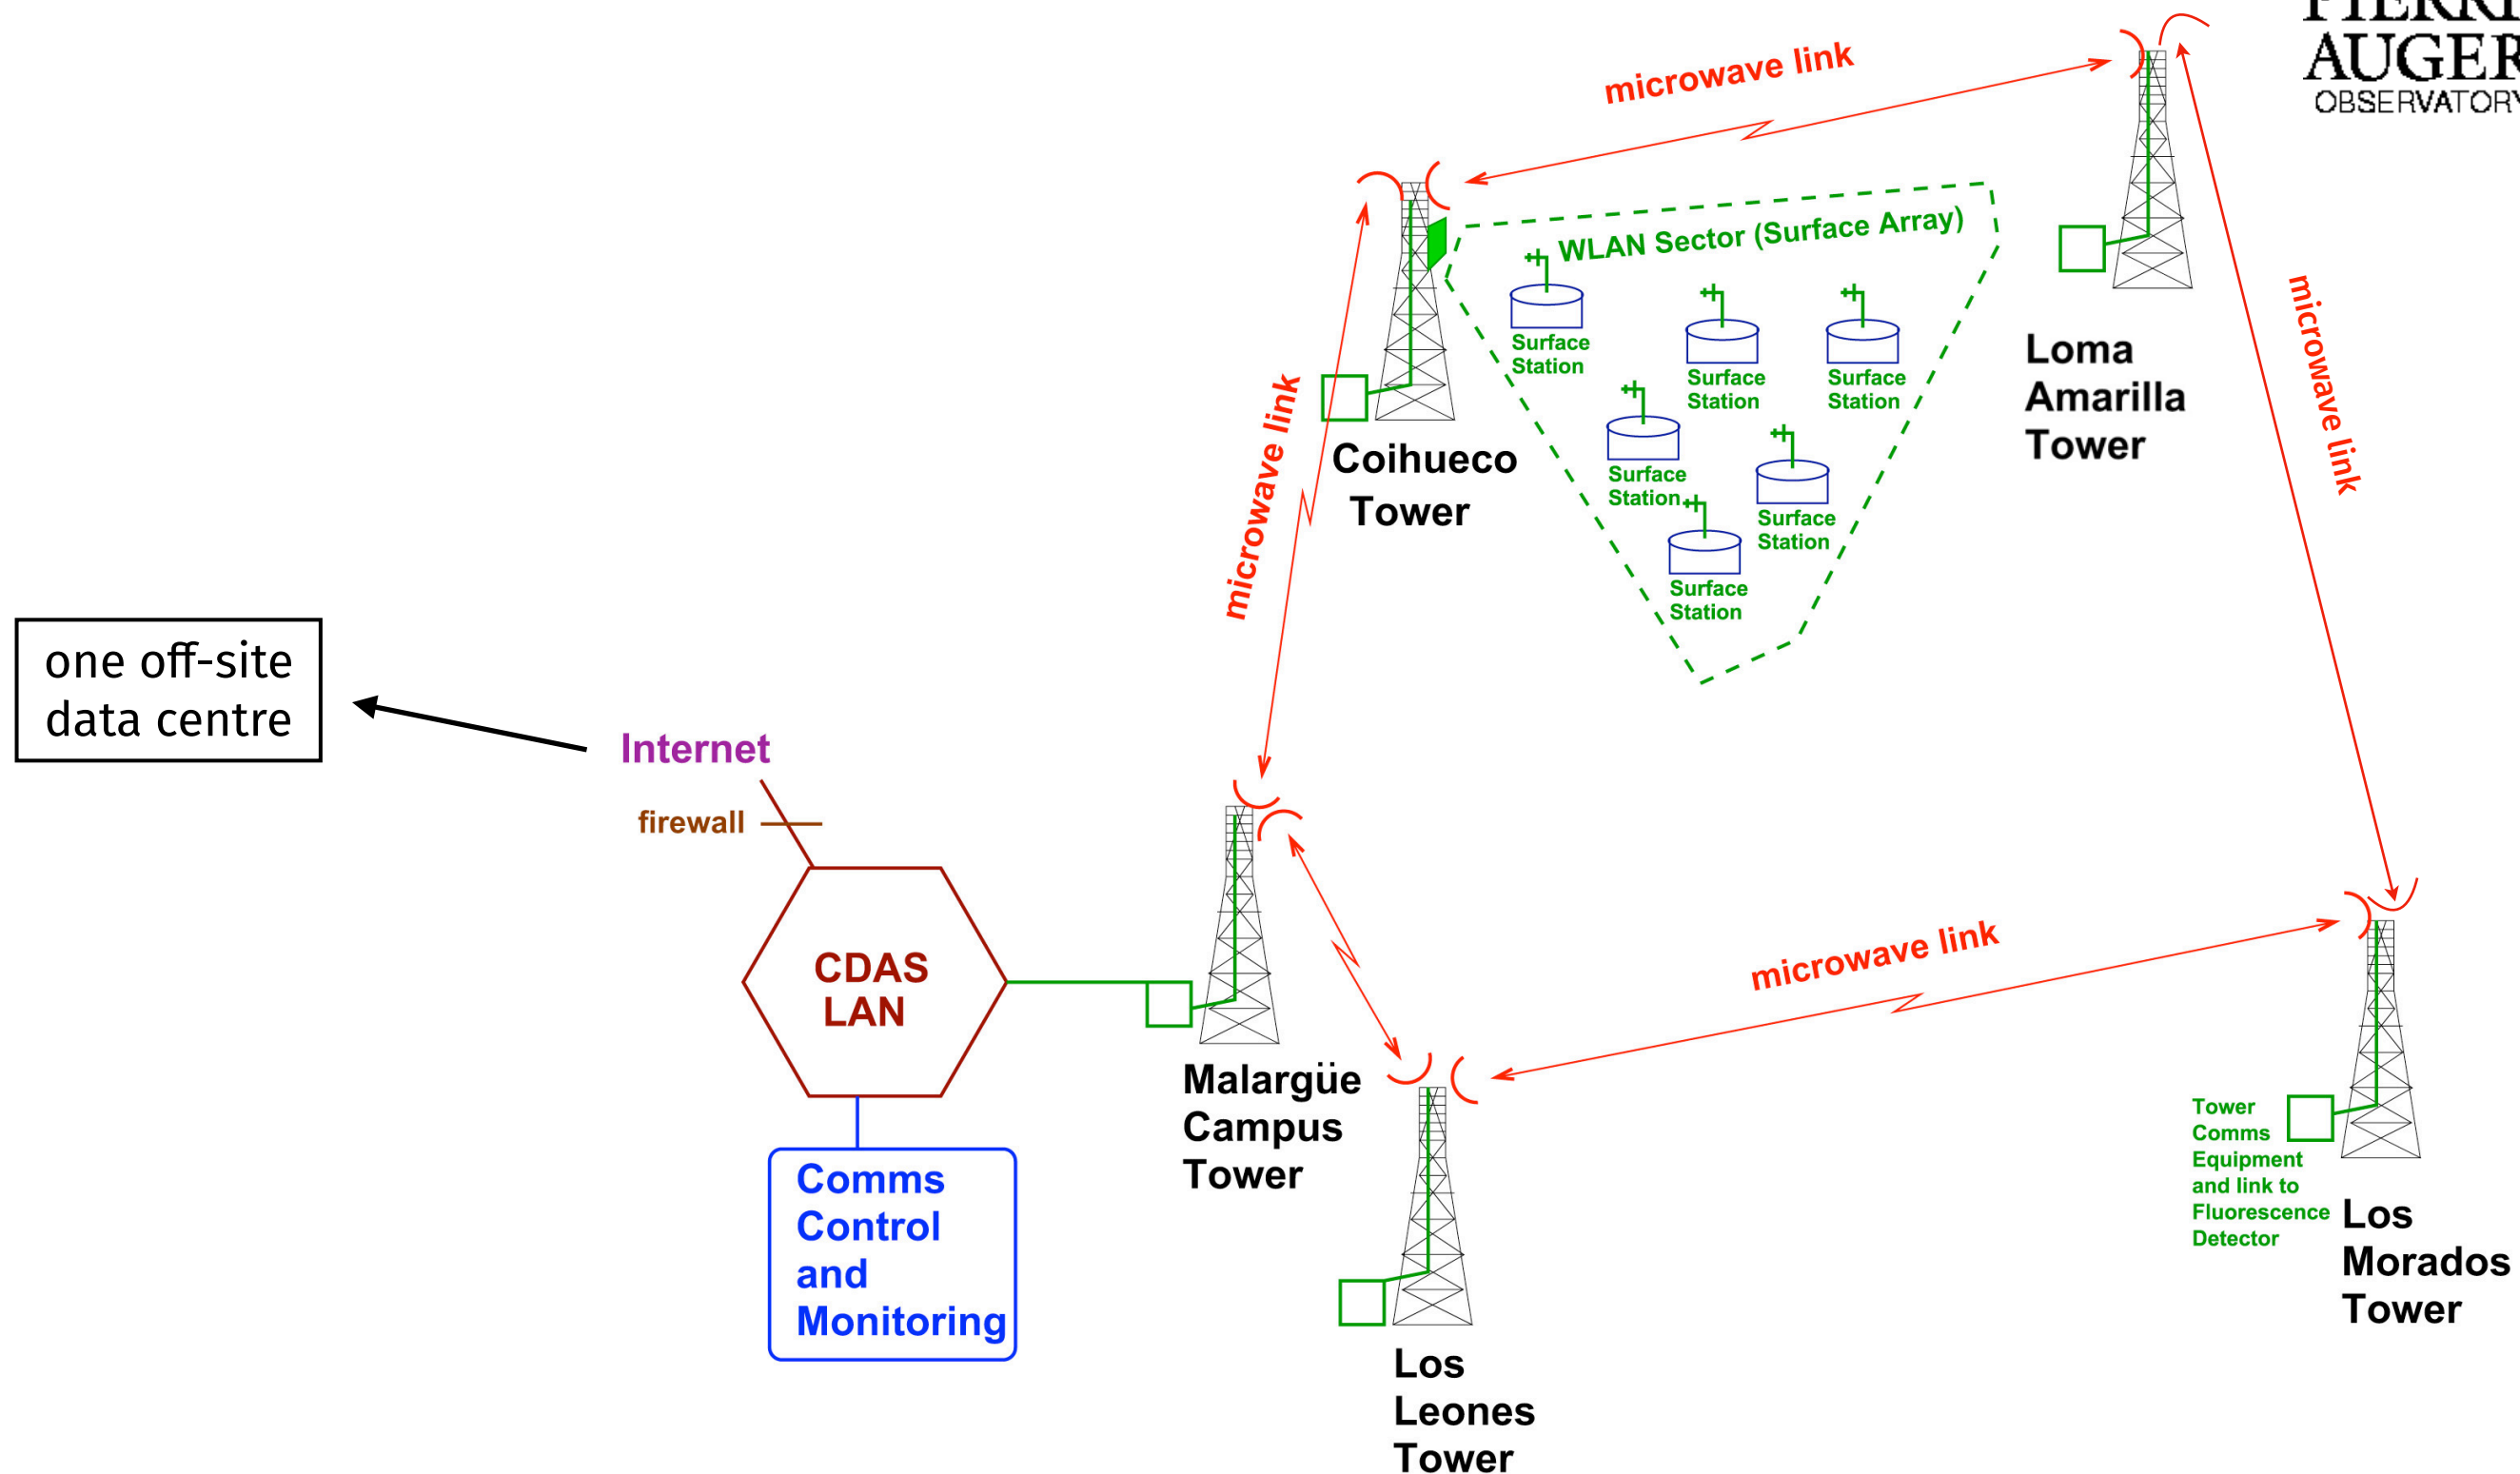 AUGER
OBSERVATORY
microwave link
microwave link
WLAN Sector (Surface Array)
Surface
Station
Surface
Station
Surface
Station
Surface
Station
Surface
Station
Surface
Station
Coihueco
Tower
Loma
Amarilla
Tower
microwave link
one off-site
data centre
Internet
firewall
CDAS
LAN
Comms
Control
and
Monitoring
Malargüe
Campus
Tower
microwave link
Los
Leones
Tower
Tower
Comms
Equipment
and link to
Fluorescence
Detector
Los
Morados
Tower